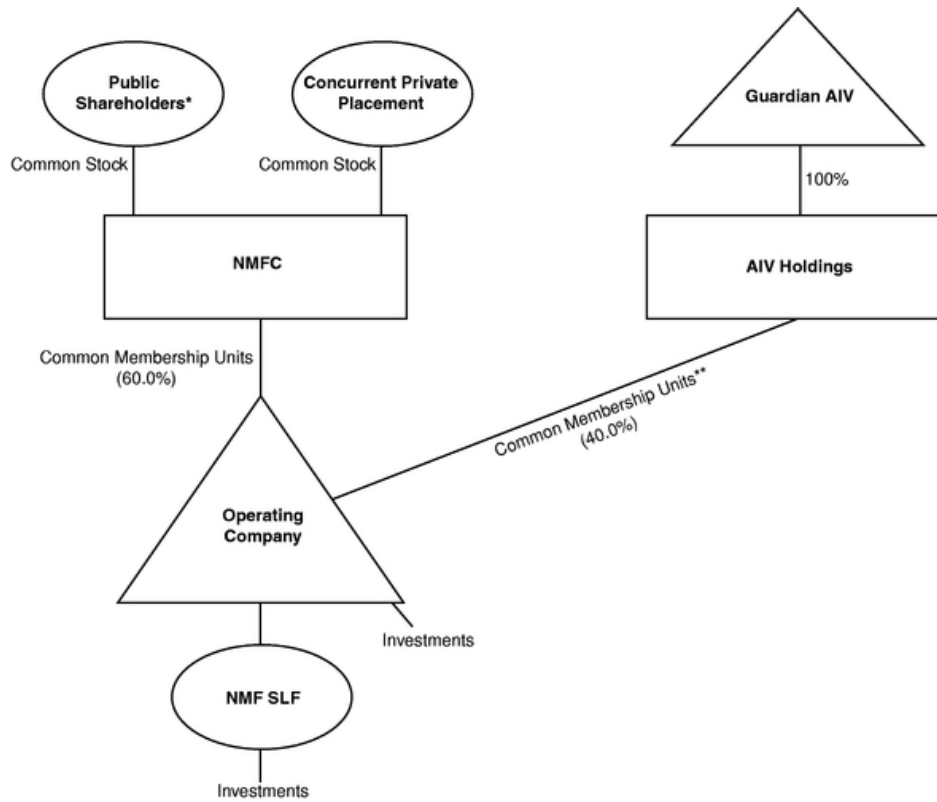 Public
Shareholders*
Concurrent Private
Placement
Guardian AIV
Common Stock
Common Stock
100%
NMFC
AIV Holdings
Common Membership Units
(60.0%)
Common Membership Units**
(40.0%)
Operating
Company
Investments
NMF SLF
Investments